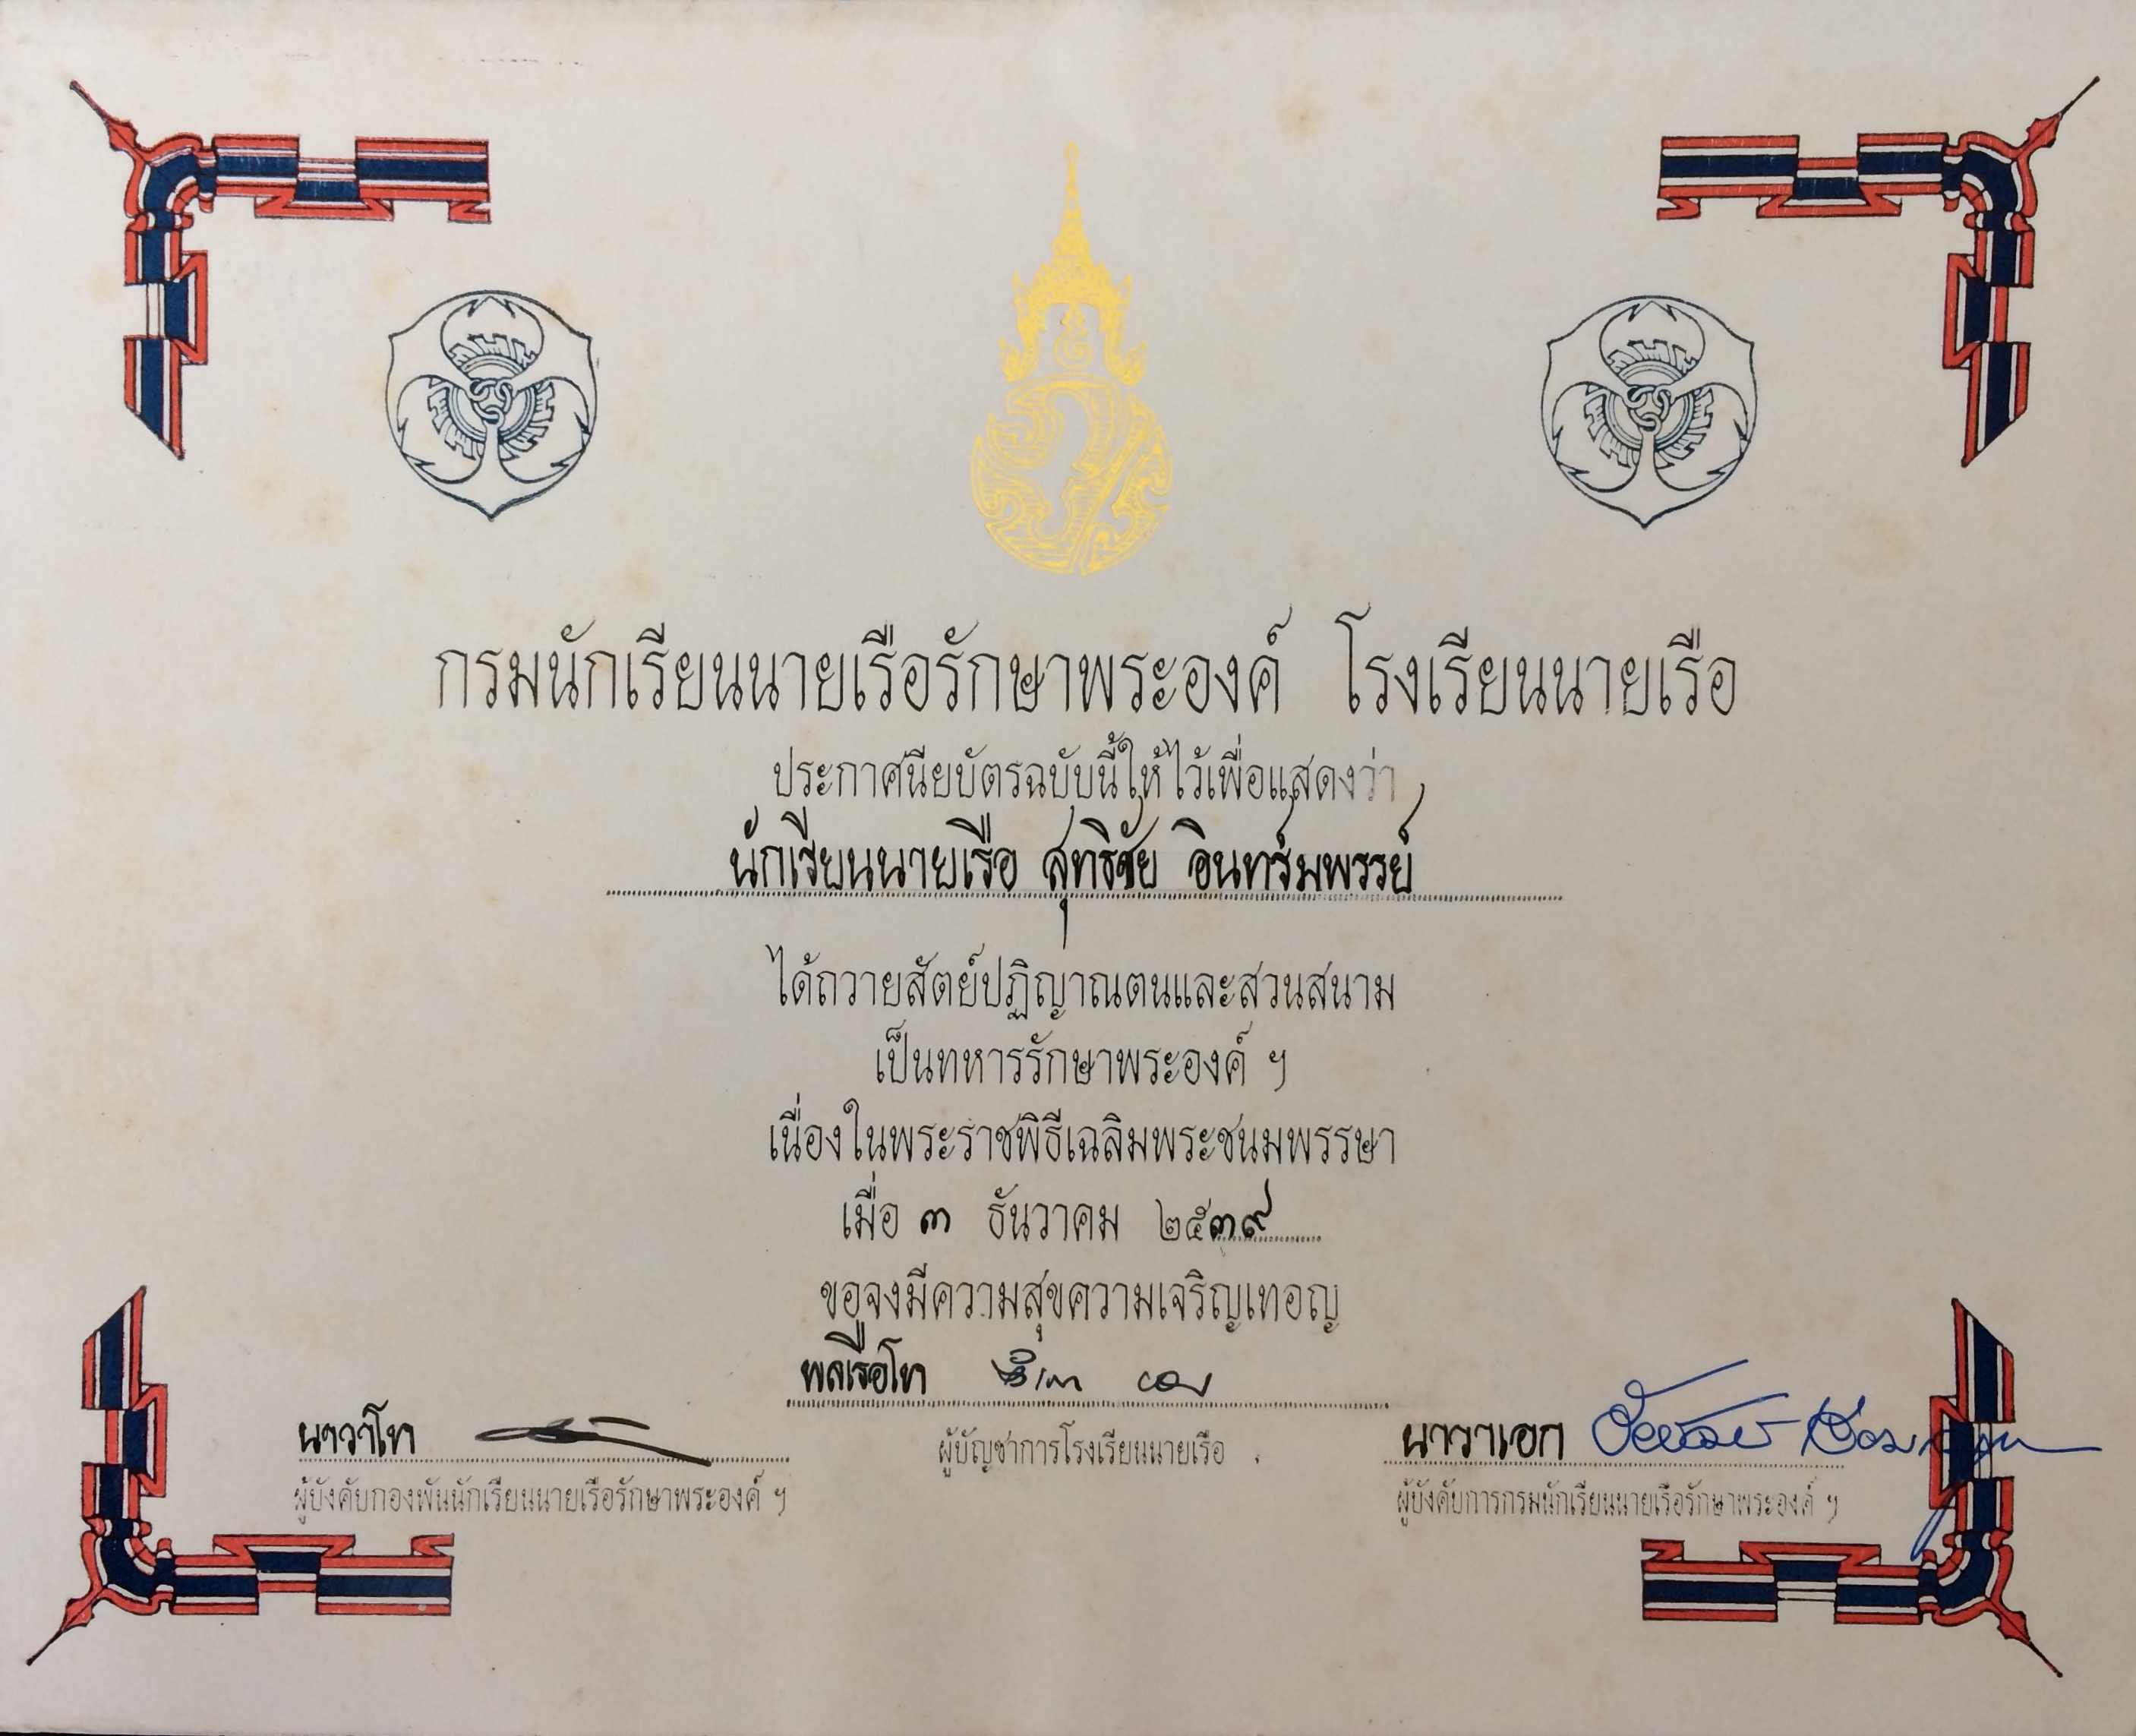 กรมนักเรียนนายเรือรักษาพระองค์ โรงเรียนนายเรือ
ประกาศนียบัตรฉบับนี้ให้ไว้เพื่อแสดงว่า
นักเรียนนายเรือ สุทธิชัย อินทร์มพรรย์
ได้ถวายสัตย์ปฏิญาณตนและสวนสนาม
เป็นทหารรักษาพระองค์ ฯ
เนื่องในพระราชพิธีเฉลิมพระชนมพรรษา
เมื่อ ๓ ธันวาคม ๒๕๓๙
ขอจงมีความสุขความเจริญเทอญ
พลเรือโท
ผู้บัญชาการโรงเรียนนายเรือ
นาวาโท
ผู้บังคับกองพันนักเรียนนายเรือรักษาพระองค์ ฯ
นาวาเอก
ผู้บังคับการกรมนักเรียนนายเรือรักษาพระองค์ ฯ